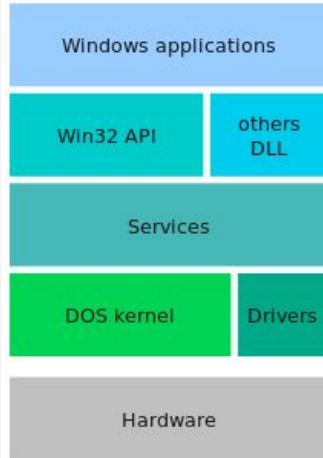 Windows applications
Win32 API
others
DLL
Services
DOS kernel
Drivers
Hardware